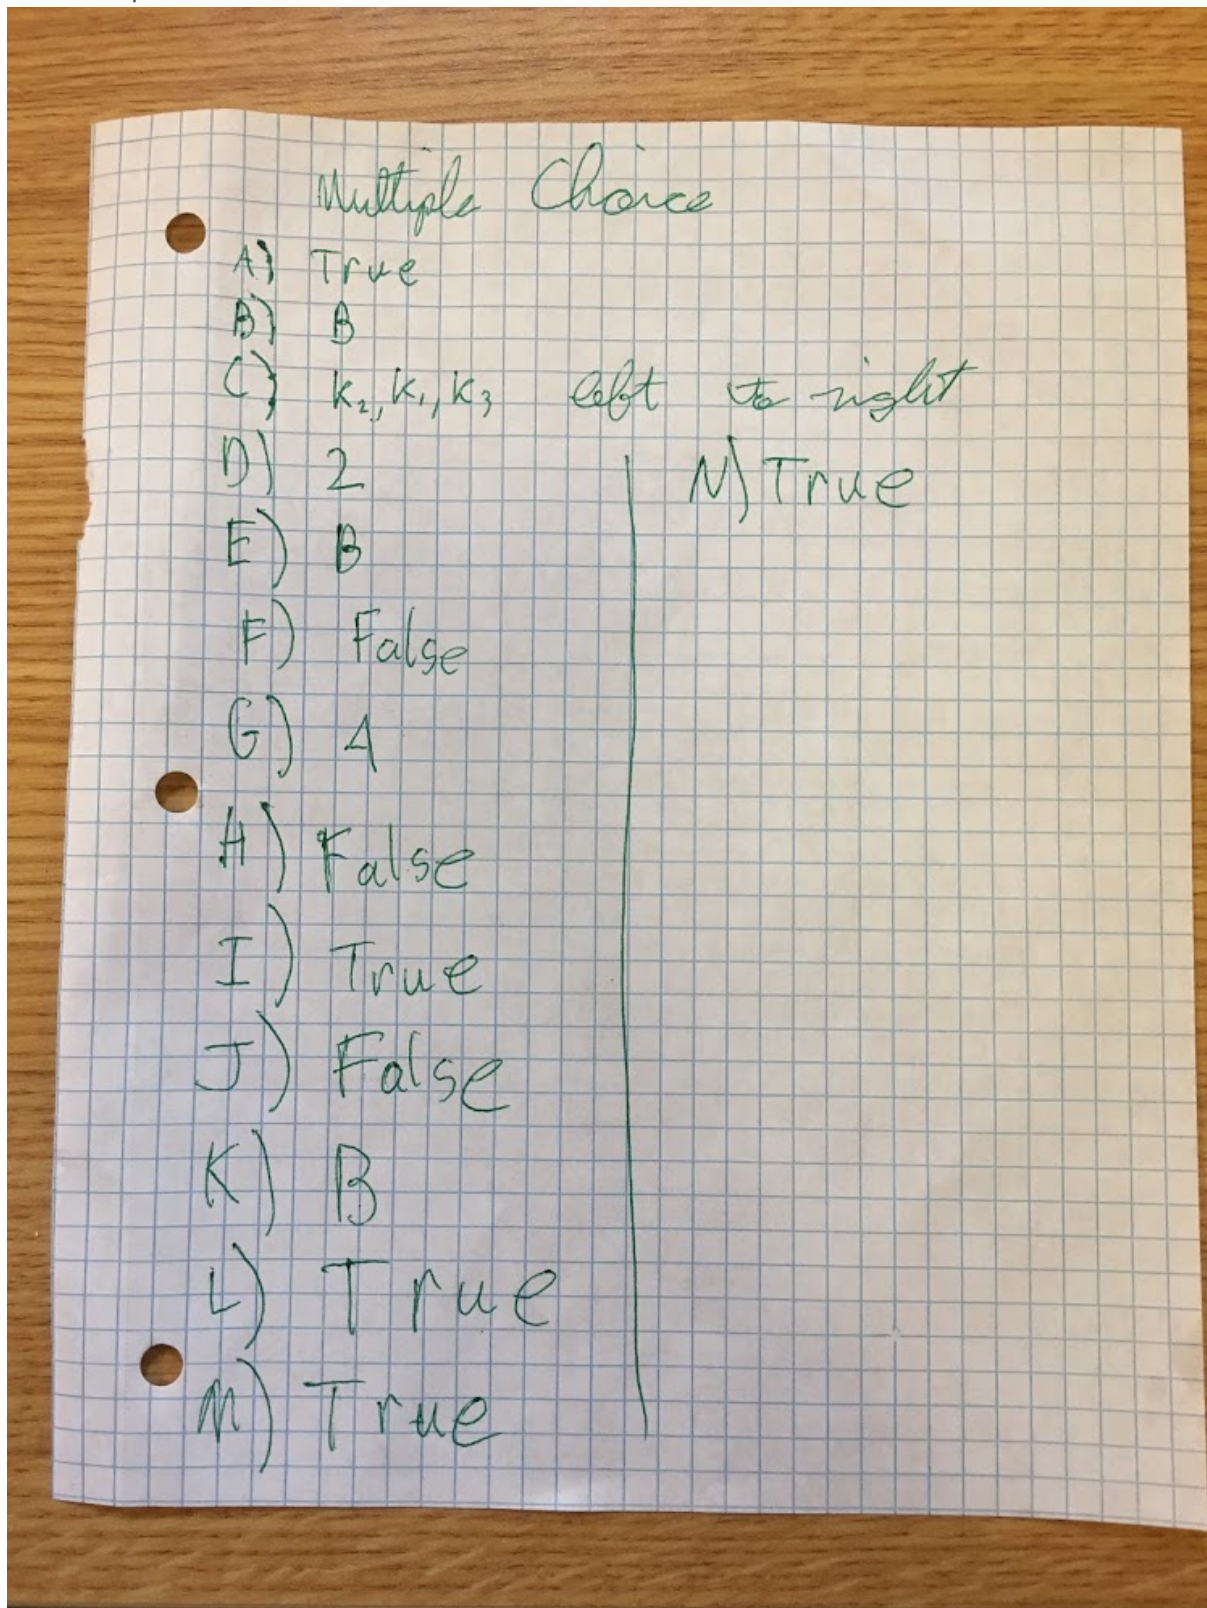 Multiple Choice
A) True
B) B
C) K₂, K₁, K₃ left to right
D) 2
E) B
F) False
G) 4
H) False
I) True
J) False
K) B
L) True
M) True
N) True